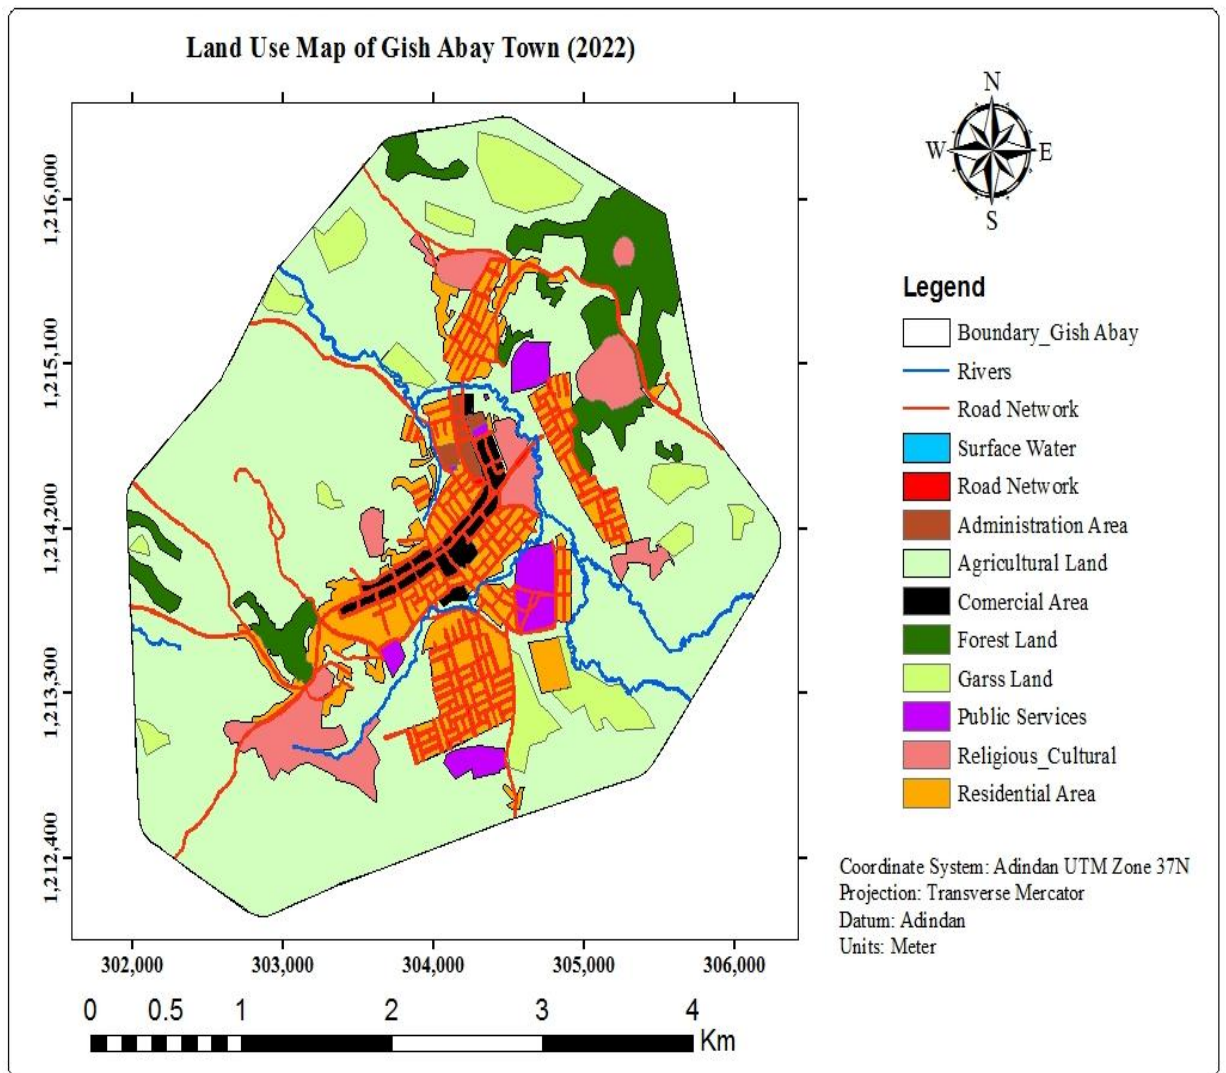 Land Use Map of Gish Abay Town (2022)
N
W E
S
1,216,000
1,215,100
1,214,200
1,213,300
1,212,400
302,000 303,000 304,000 305,000 306,000
0 0.5 1 2 3 4
Km
Legend
Boundary_Gish Abay
Rivers
Road Network
Surface Water
Road Network
Administration Area
Agricultural Land
Comercial Area
Forest Land
Garss Land
Public Services
Religious_Cultural
Residential Area
Coordinate System: Adindan UTM Zone 37N
Projection: Transverse Mercator
Datum: Adindan
Units: Meter